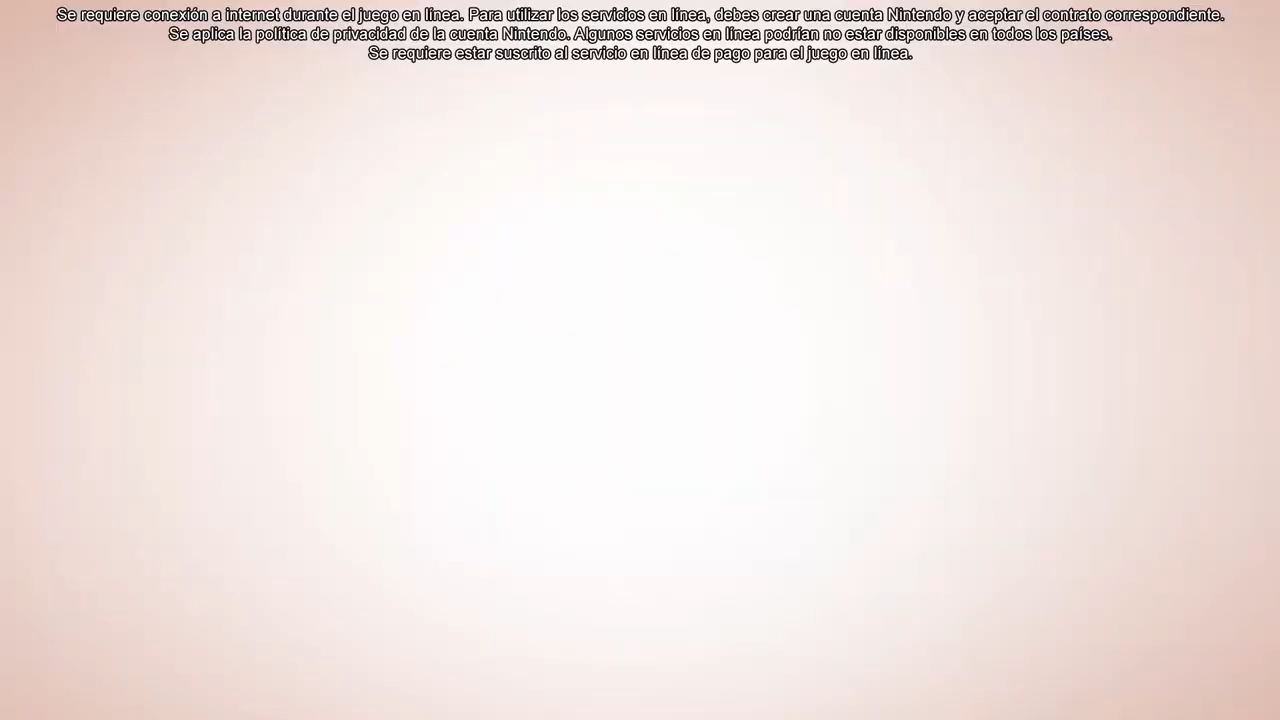 Se requiere conexión a internet durante el juego en línea. Para utilizar los servicios en línea, debes crear una cuenta Nintendo y aceptar el contrato correspondiente.
Se aplica la política de privacidad de la cuenta Nintendo. Algunos servicios en línea podrían no estar disponibles en todos los países.
Se requiere estar suscrito al servicio en línea de pago para el juego en línea.